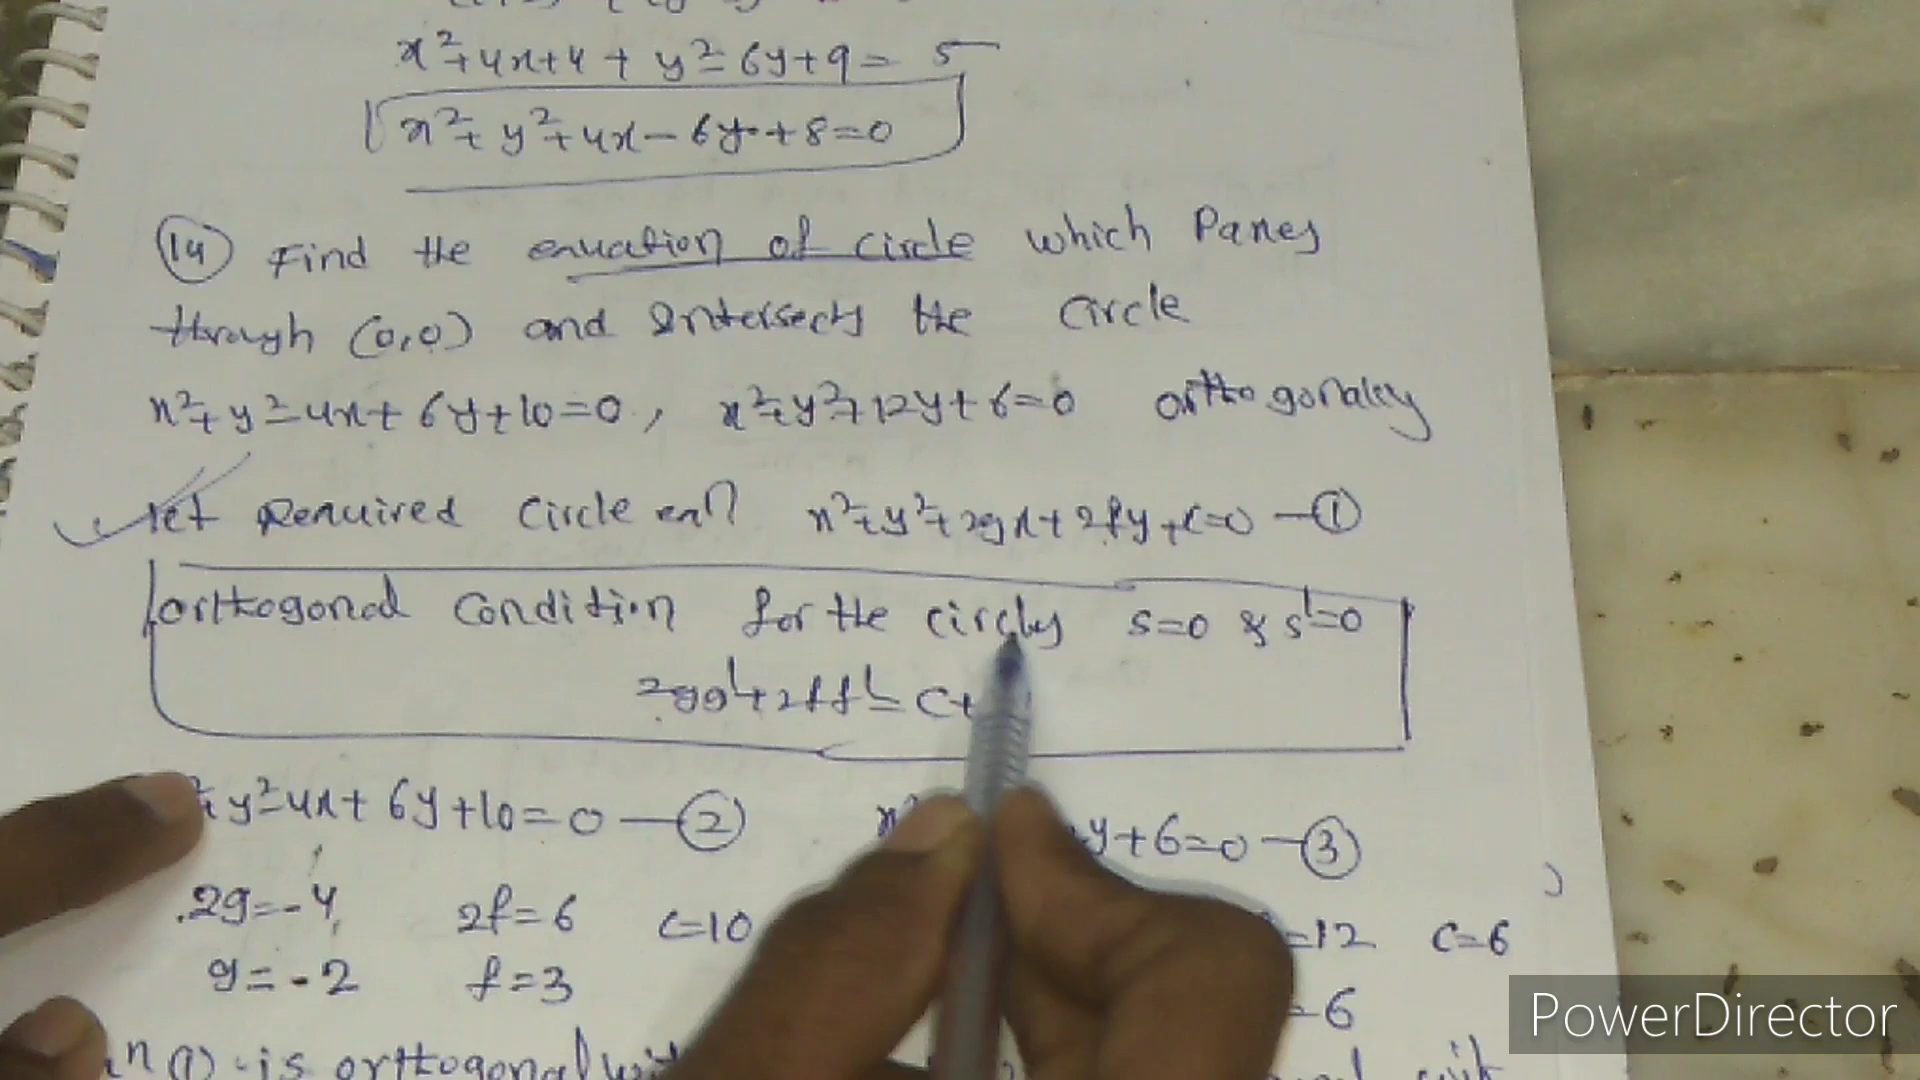 x²+4x+4 + y²-6y+9 = 5
x²+y²+4x-6y+8=0
(14) Find the equation of circle which Passes
through (0,0) and Intersects the circle
x²+y²-4x+6y+10=0, x²+y²+12y+6=0 orthogonaley
let Required Circle eqn x²+y²+2gx+2fy+c=0 -(1)
orthogonal Condition for the circles s=0 & s'=0
2gg'+2ff'=c+
+y²-4x+6y+10=0 -(2) y+6=0 -(3)
2g=-4, 2f=6 c=10 =12 c=6
g=-2 f=3 =6
(1) is orthogonal with
PowerDirector